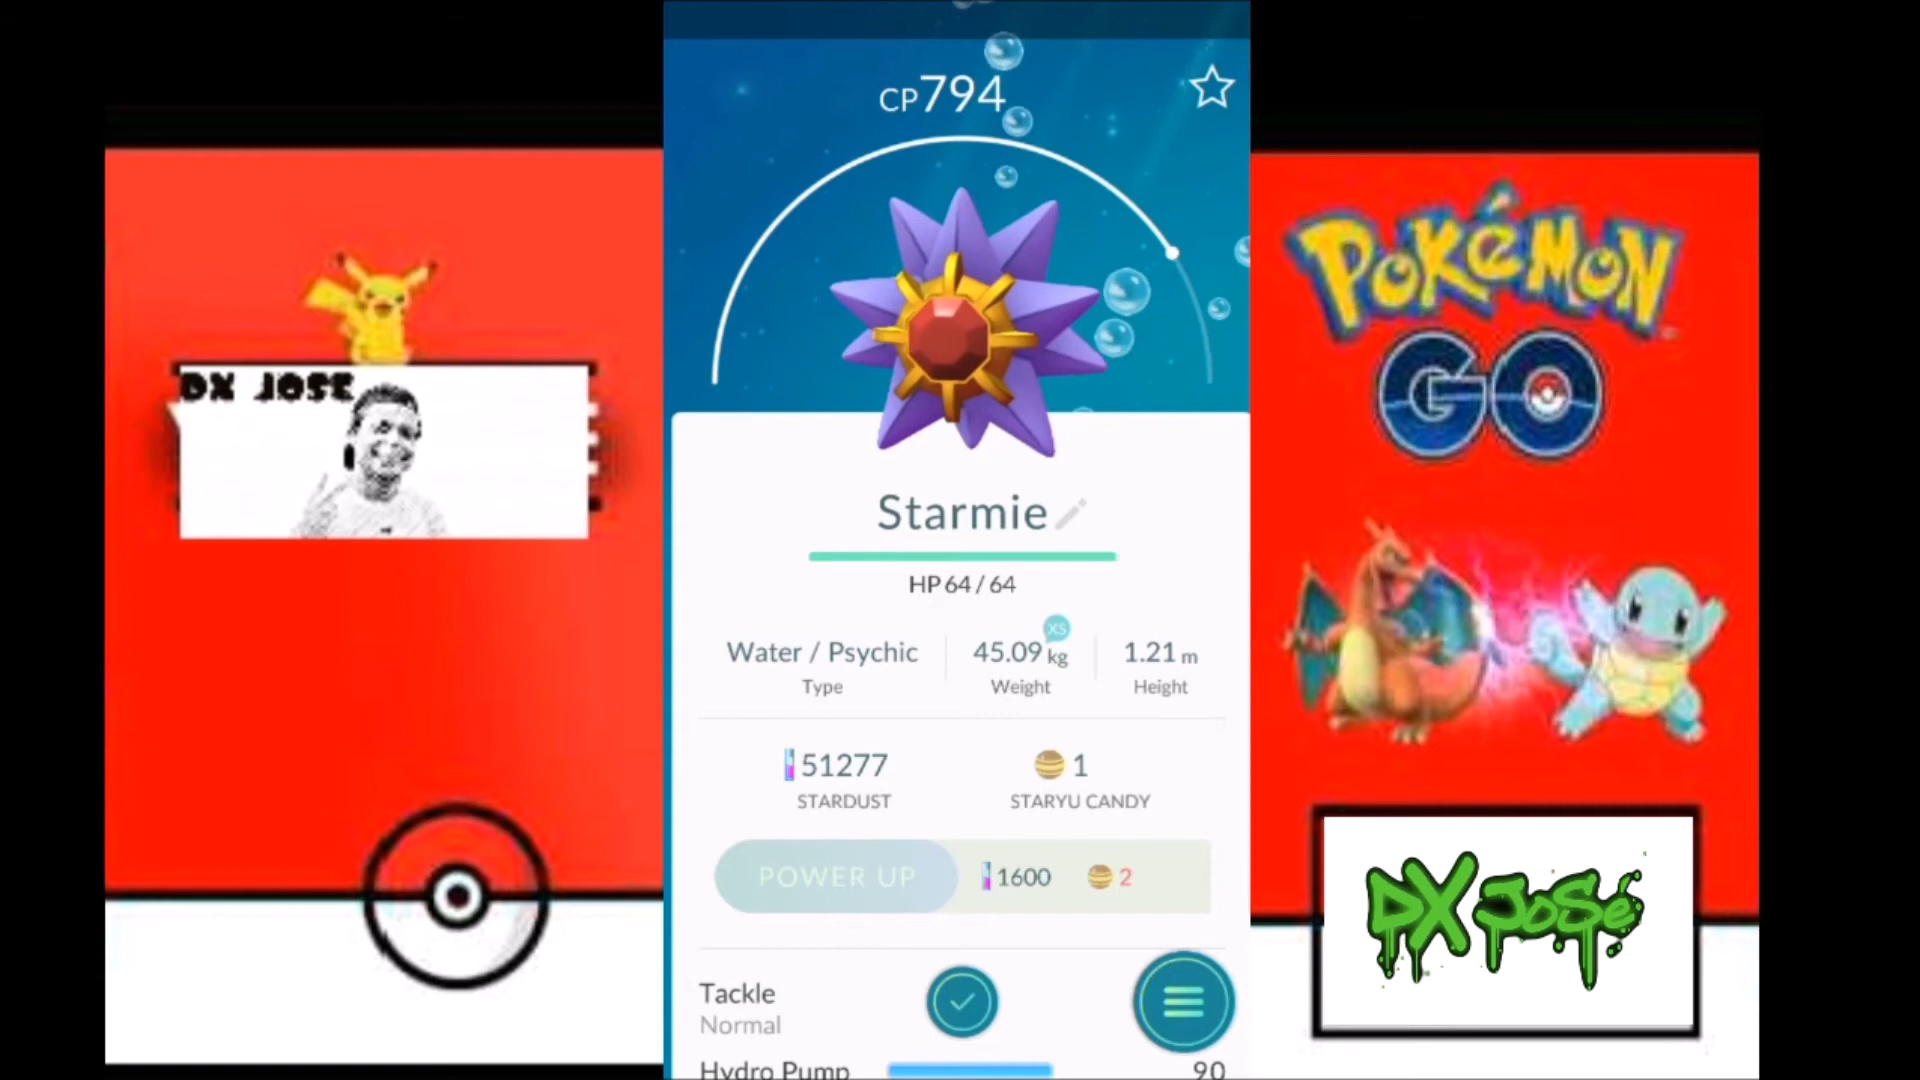 CP794
DX JOSE
POKéMON
GO
Starmie
HP 64 / 64
XS
Water / Psychic
Type
45.09 kg
Weight
1.21 m
Height
51277
STARDUST
1
STARYU CANDY
POWER UP
1600
2
DX JoSé
Tackle
Normal
Hydro Pump
90